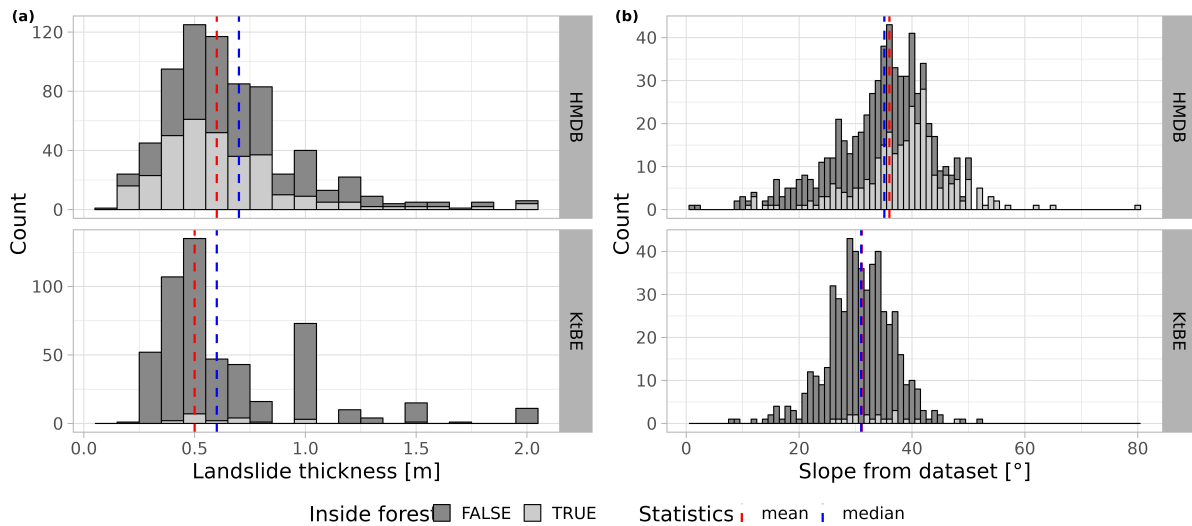 (a)
(b)
Count
120
80
40
0
HMDB
100
50
0
KtBE
0.0 0.5 1.0 1.5 2.0
Landslide thickness [m]
Count
40
30
20
10
0
HMDB
40
30
20
10
0
KtBE
0 20 40 60 80
Slope from dataset [°]
Inside forest FALSE TRUE Statistics mean median